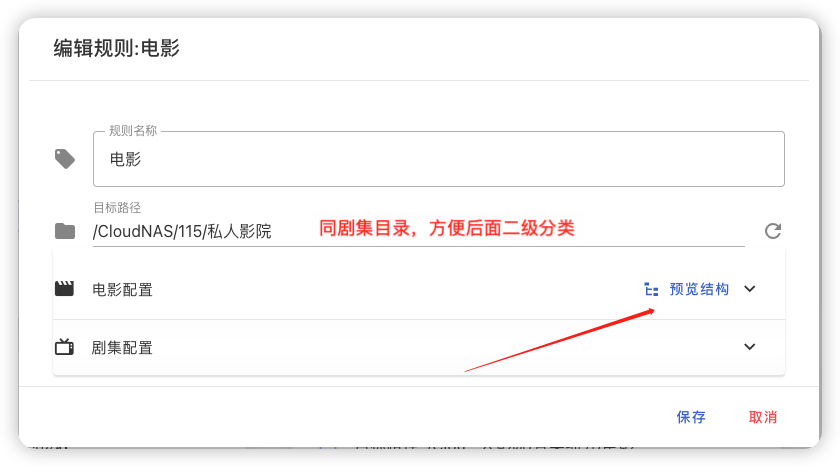 编辑规则:电影
规则名称
电影
目标路径
/CloudNAS/115/私人影院
同剧集目录，方便后面二级分类
电影配置
预览结构
剧集配置
保存
取消